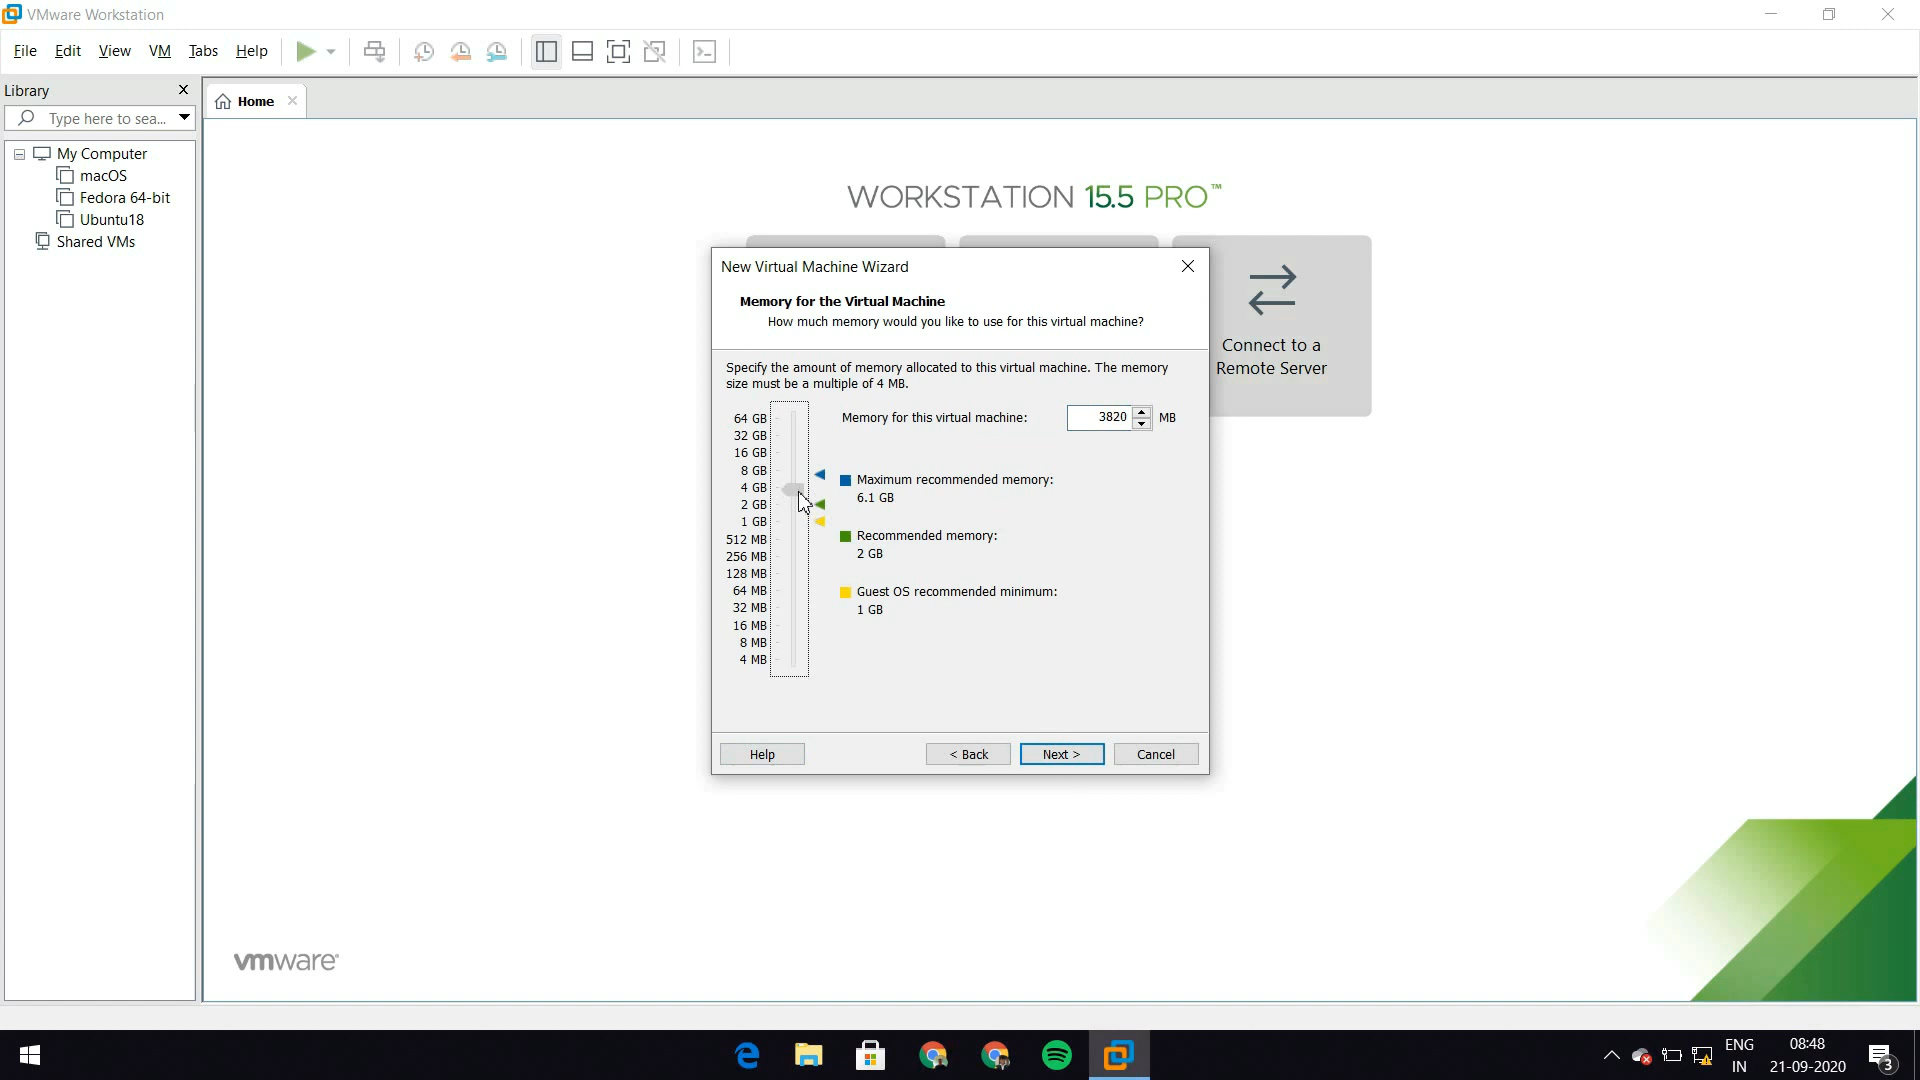 VMware Workstation
File Edit View VM Tabs Help
Library
Type here to sea...
My Computer
macOS
Fedora 64-bit
Ubuntu18
Shared VMs
Home
WORKSTATION 15.5 PRO™
Connect to a
Remote Server
New Virtual Machine Wizard
Memory for the Virtual Machine
How much memory would you like to use for this virtual machine?
Specify the amount of memory allocated to this virtual machine. The memory
size must be a multiple of 4 MB.
64 GB
32 GB
16 GB
8 GB
4 GB
2 GB
1 GB
512 MB
256 MB
128 MB
64 MB
32 MB
16 MB
8 MB
4 MB
Memory for this virtual machine: 3820 MB
Maximum recommended memory:
6.1 GB
Recommended memory:
2 GB
Guest OS recommended minimum:
1 GB
Help < Back Next > Cancel
vmware®
ENG
IN
08:48
21-09-2020
3